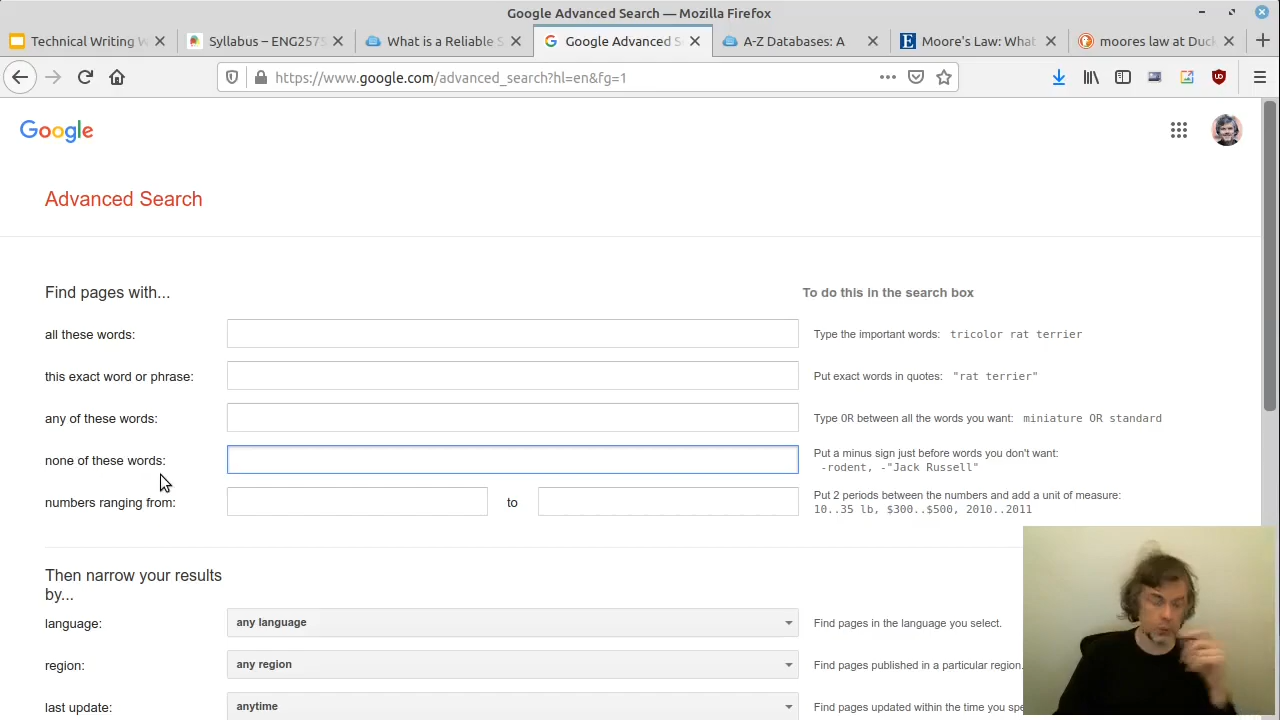 Google Advanced Search — Mozilla Firefox
Technical Writing W
Syllabus – ENG2575
What is a Reliable S
Google Advanced S
A-Z Databases: A
Moore's Law: What
moores law at Duck
https://www.google.com/advanced_search?hl=en&fg=1
Google
Advanced Search
Find pages with...
To do this in the search box
all these words:
Type the important words: tricolor rat terrier
this exact word or phrase:
Put exact words in quotes: "rat terrier"
any of these words:
Type OR between all the words you want: miniature OR standard
none of these words:
Put a minus sign just before words you don't want:
-rodent, -"Jack Russell"
numbers ranging from:
to
Put 2 periods between the numbers and add a unit of measure:
10..35 lb, $300..$500, 2010..2011
Then narrow your results
by...
language:
any language
Find pages in the language you select.
region:
any region
Find pages published in a particular region.
last update:
anytime
Find pages updated within the time you spe